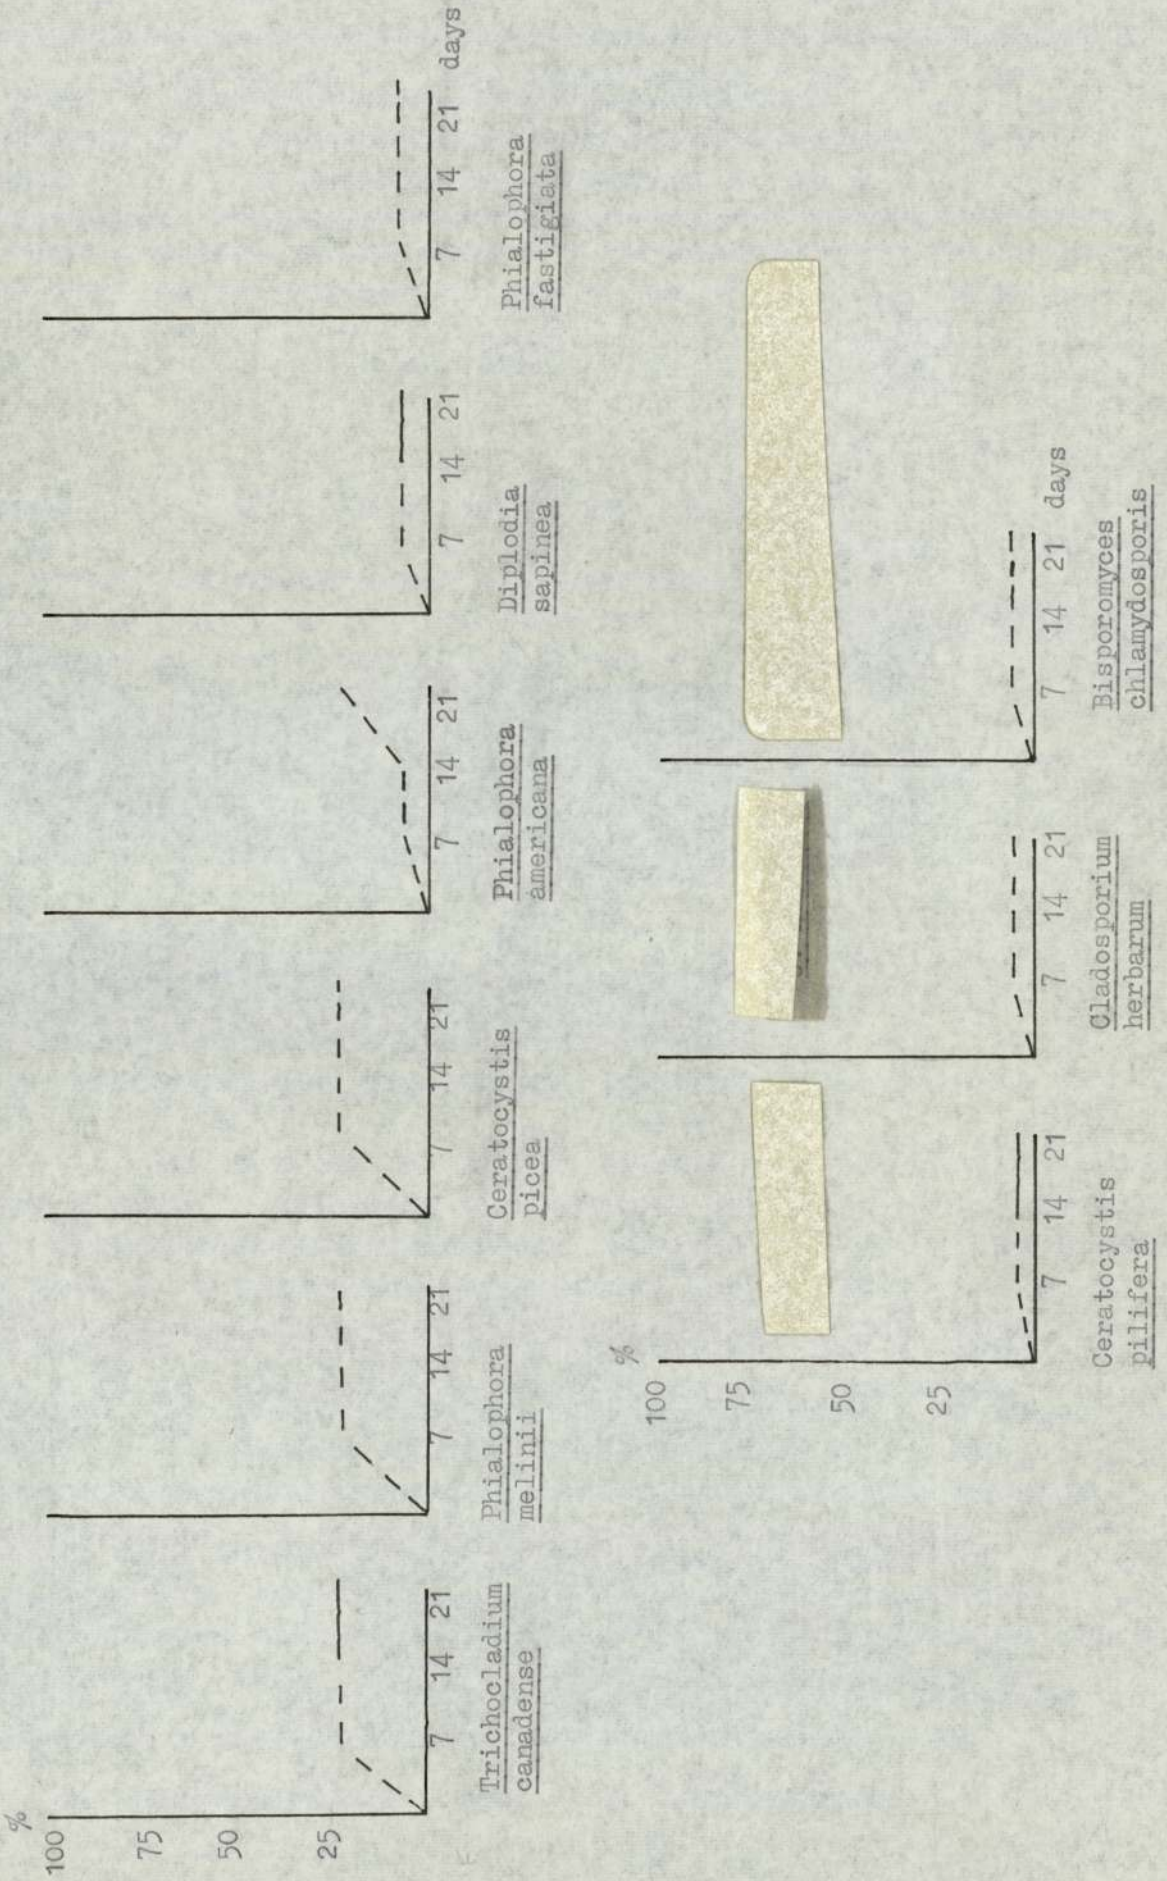 %
100
75
50
25
7 14 21
Trichocladium
canadense
7 14 21
Phialophora
melinii
7 14 21
Ceratocystis
picea
7 14 21
Phialophora
americana
7 14 21
Diplodia
sapinea
7 14 21 days
Phialophora
fastigiata
%
100
75
50
25
7 14 21
Ceratocystis
pilifera
7 14 21
Cladosporium
herbarum
7 14 21 days
Bisporomyces
chlamydosporis